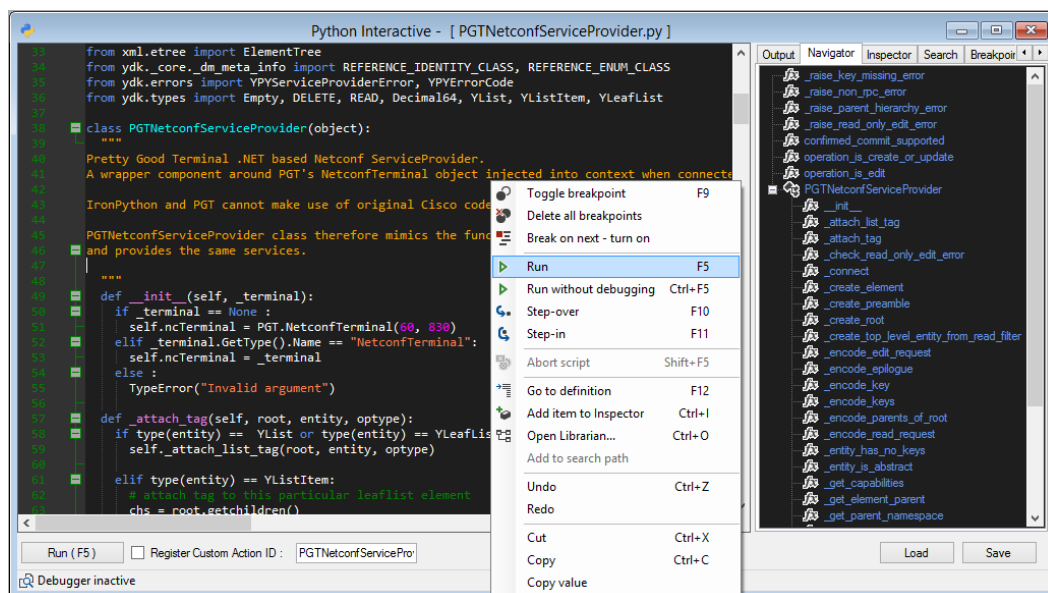 Python Interactive - [ PGTNetconfServiceProvider.py ]
33 from xml.etree import ElementTree
34 from ydk._core._dm_meta_info import REFERENCE_IDENTITY_CLASS, REFERENCE_ENUM_CLASS
35 from ydk.errors import YPYServiceProviderError, YPYErrorCode
36 from ydk.types import Empty, DELETE, READ, Decimal64, YList, YListItem, YLeafList
37
38 class PGTNetconfServiceProvider(object):
39 """
40 Pretty Good Terminal .NET based Netconf ServiceProvider.
41 A wrapper component around PGT's NetconfTerminal object injected into context when connecte
42
43 IronPython and PGT cannot make use of original Cisco code
44
45 PGTNetconfServiceProvider class therefore mimics the func
46 and provides the same services.
47
48 """
49 def __init__(self, _terminal):
50 if _terminal == None :
51 self.ncTerminal = PGT.NetconfTerminal(60, 830)
52 elif _terminal.GetType().Name == "NetconfTerminal":
53 self.ncTerminal = _terminal
54 else :
55 TypeError("Invalid argument")
56
57 def _attach_tag(self, root, entity, optype):
58 if type(entity) == YList or type(entity) == YLeafLis
59 self._attach_list_tag(root, entity, optype)
60
61 elif type(entity) == YListItem:
62 # attach tag to this particular leaflist element
63 chs = root.getchildren()
Toggle breakpoint F9
Delete all breakpoints
Break on next - turn on
Run F5
Run without debugging Ctrl+F5
Step-over F10
Step-in F11
Abort script Shift+F5
Go to definition F12
Add item to Inspector Ctrl+I
Open Librarian... Ctrl+O
Add to search path
Undo Ctrl+Z
Redo
Cut Ctrl+X
Copy Ctrl+C
Copy value
Output Navigator Inspector Search Breakpoir
_raise_key_missing_error
_raise_non_rpc_error
_raise_parent_hierarchy_error
_raise_read_only_edit_error
confirmed_commit_supported
operation_is_create_or_update
operation_is_edit
PGTNetconfServiceProvider
__init__
_attach_list_tag
_attach_tag
_check_read_only_edit_error
_connect
_create_element
_create_preamble
_create_root
_create_top_level_entity_from_read_filter
_encode_edit_request
_encode_epilogue
_encode_key
_encode_keys
_encode_parents_of_root
_encode_read_request
_entity_has_no_keys
_entity_is_abstract
_get_capabilities
_get_element_parent
_get_parent_namespace
Run ( F5 ) Register Custom Action ID : PGTNetconfServicePro
Load Save
Debugger inactive